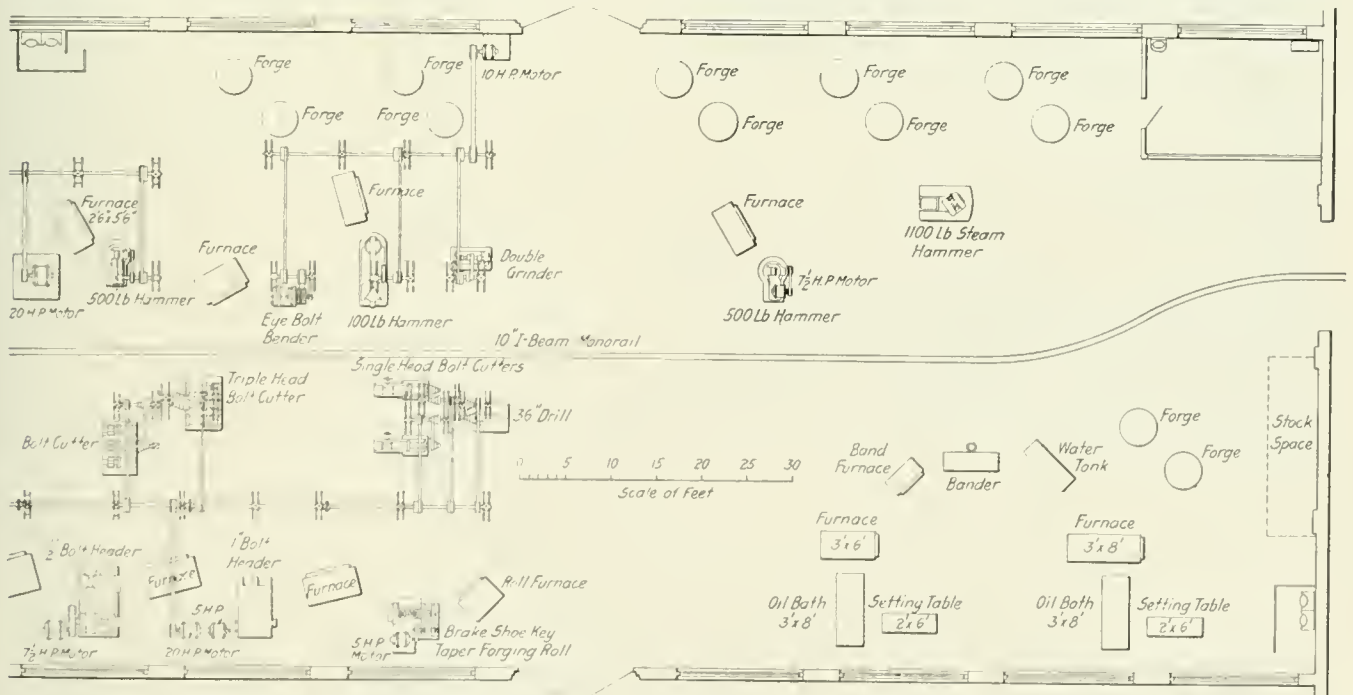 Forge
Forge
10 H.P. Motor
Forge
Forge
Forge
Forge
Forge
Forge
Forge
Forge
Forge
Furnace
2'6"x5'6"
Furnace
Furnace
1100 Lb Steam
Hammer
Furnace
Double
Grinder
7½ H.P. Motor
500 Lb Hammer
20 H.P. Motor
500 Lb Hammer
Eye Bolt
Bender
100 Lb Hammer
10" I-Beam Monorail
Single Head Bolt Cutters
Triple Head
Bolt Cutter
36" Drill
Bolt Cutter
Forge
Forge
Stock
Space
Band
Furnace
Bander
Water
Tank
0 5 10 15 20 25 30
Scale of Feet
Furnace
3'x6'
Furnace
3'x8'
Bolt Header
1" Bolt
Header
Furnace
Furnace
Roll Furnace
Oil Bath
3'x8'
Setting Table
2'x6'
Oil Bath
3'x8'
Setting Table
2'x6'
5 H.P.
7½ H.P. Motor
20 H.P. Motor
5 H.P.
Motor
Brake Shoe Key
Taper Forging Roll